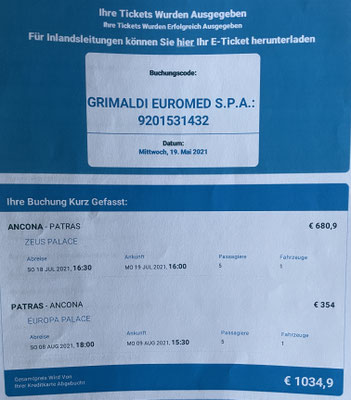 Ihre Tickets Wurden Ausgegeben
Ihre Tickets Wurden Erfolgreich Ausgegeben
Für Inlandsleitungen können Sie hier Ihr E-Ticket herunterladen
Buchungscode:
GRIMALDI EUROMED S.P.A.:
9201531432
Datum:
Mittwoch, 19. Mai 2021
Ihre Buchung Kurz Gefasst:
ANCONA - PATRAS € 680,9
ZEUS PALACE
Abreise Ankunft Passagiere Fahrzeuge
SO 18 JUL 2021, 16:30 MO 19 JUL 2021, 16:00 5
PATRAS - ANCONA € 354
EUROPA PALACE
Abreise Ankunft Passagiere Fahrzeuge
SO 08 AUG 2021, 18:00 MO 09 AUG 2021, 15:30 5 1
Gesamtpreis Wird Von
Ihrer Kreditkarte Abgebucht € 1034,9